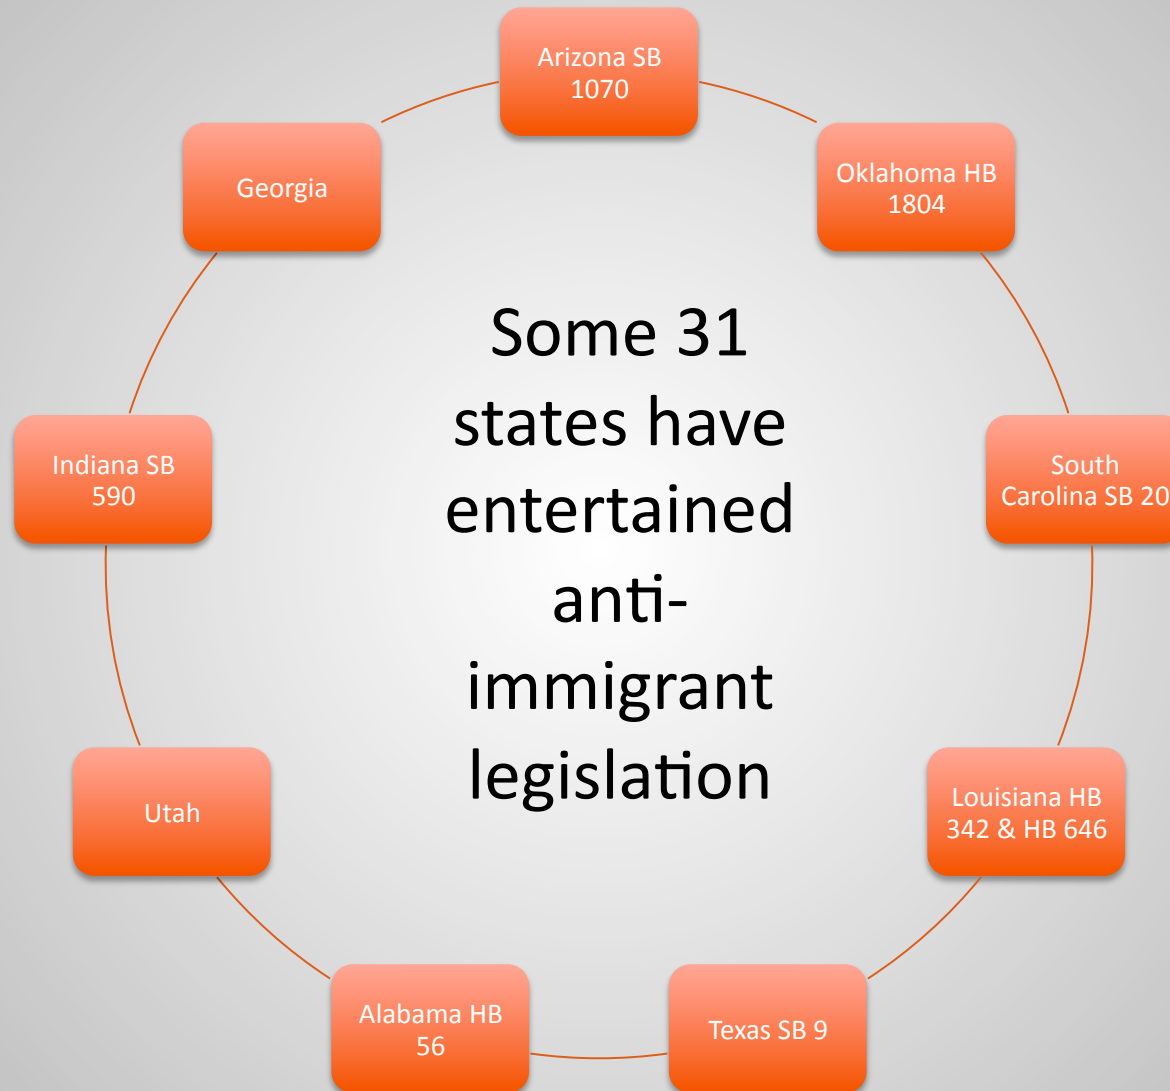 Arizona SB
1070
Oklahoma HB
1804
South
Carolina SB 20
Louisiana HB
342 & HB 646
Texas SB 9
Alabama HB
56
Utah
Indiana SB
590
Georgia
Some 31
states have
entertained
anti-
immigrant
legislation